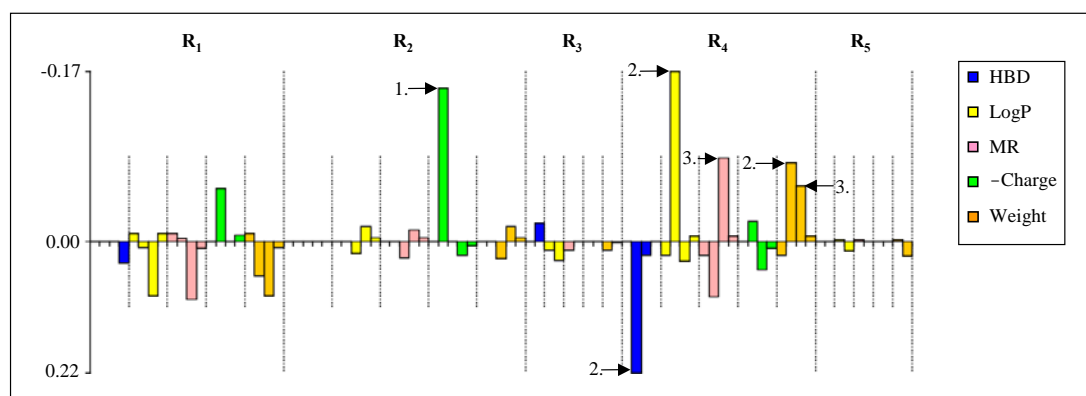 R1 R2 R3 R4 R5
-0.17
2.
1.
HBD
LogP
MR
-Charge
Weight
3.
2.
3.
0.00
2.
0.22